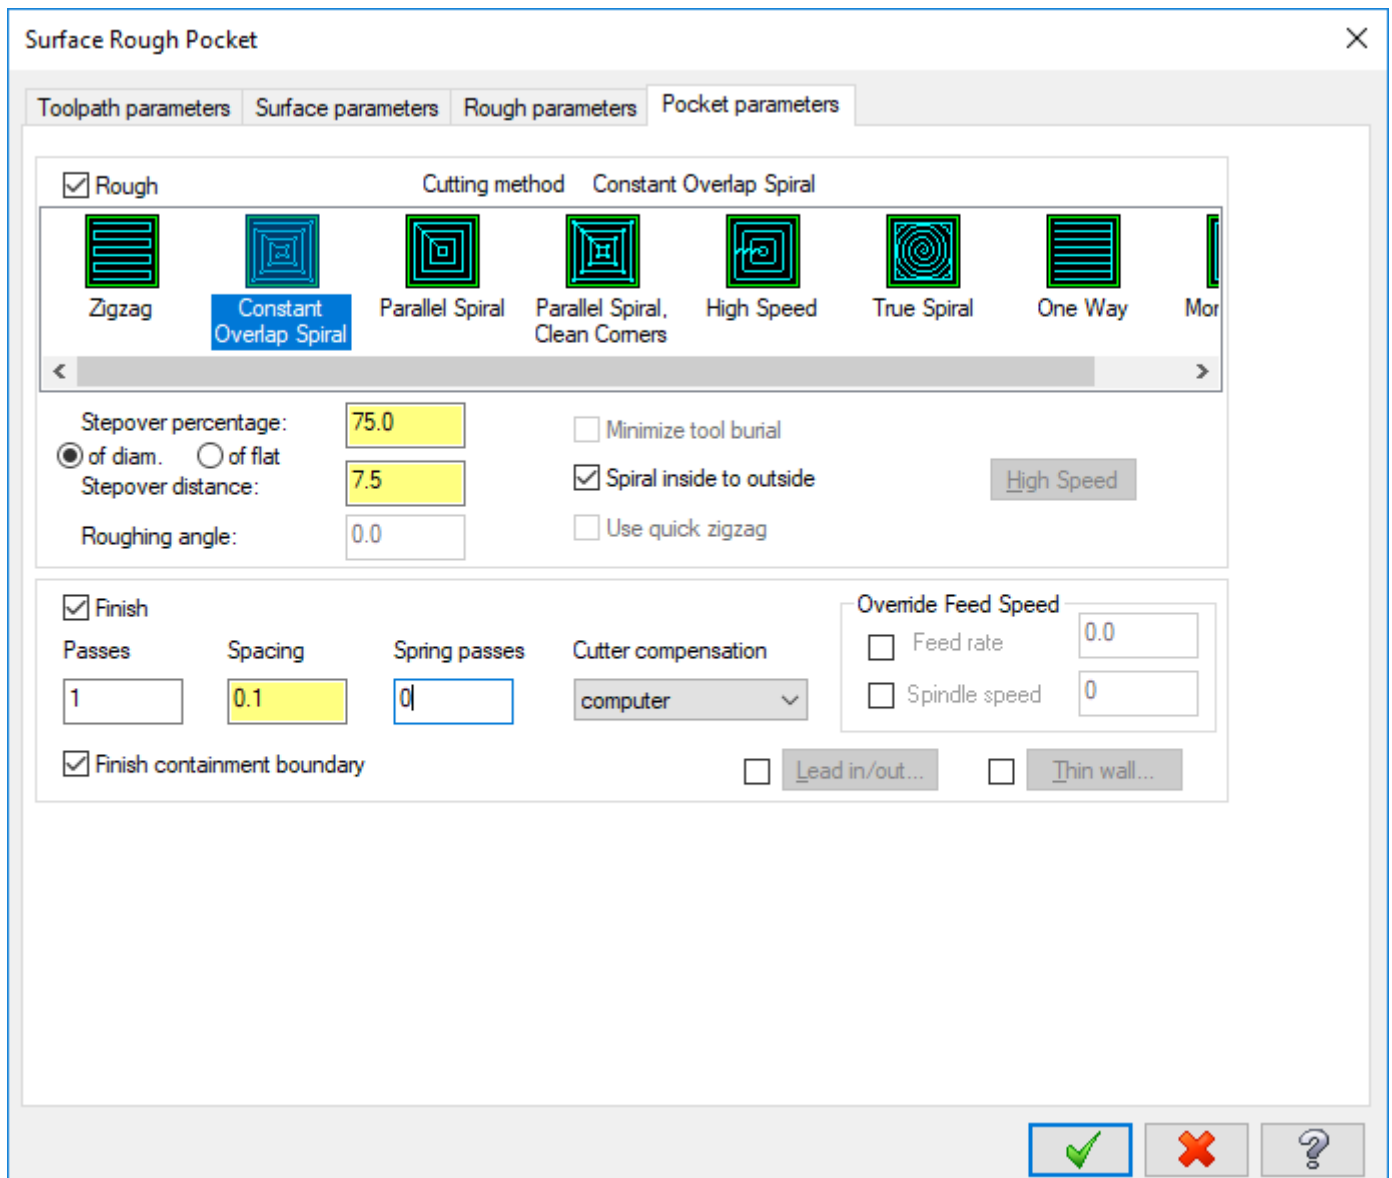 Surface Rough Pocket
Toolpath parameters Surface parameters Rough parameters Pocket parameters
Rough Cutting method Constant Overlap Spiral
Zigzag Constant Overlap Spiral Parallel Spiral Parallel Spiral, Clean Corners High Speed True Spiral One Way Mor
Stepover percentage: 75.0 Minimize tool burial
of diam. of flat
Stepover distance: 7.5 Spiral inside to outside High Speed
Roughing angle: 0.0 Use quick zigzag
Finish Override Feed Speed
Feed rate 0.0
Passes Spacing Spring passes Cutter compensation
1 0.1 0 computer Spindle speed 0
Finish containment boundary Lead in/out... Thin wall...